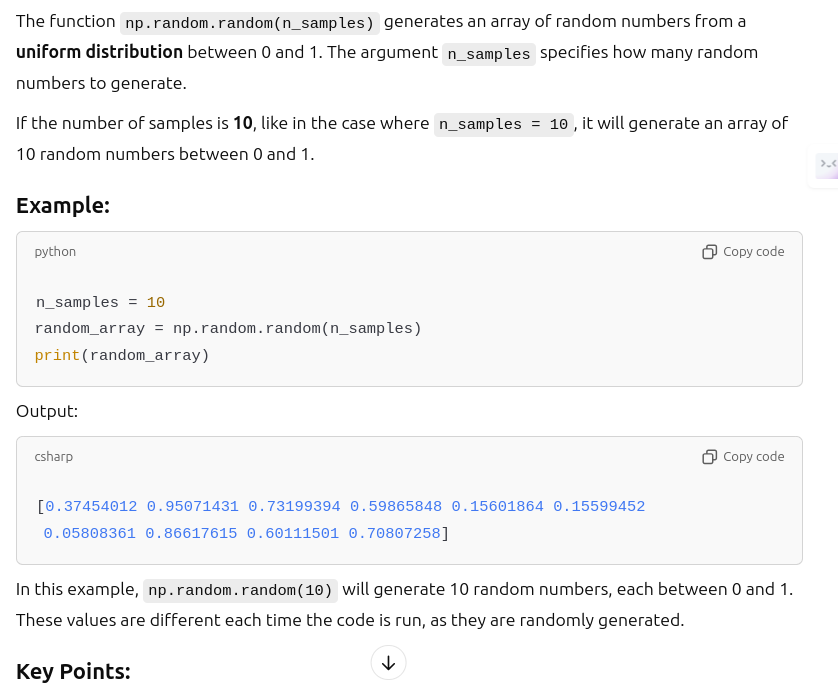 The function np.random.random(n_samples) generates an array of random numbers from a
uniform distribution between 0 and 1. The argument n_samples specifies how many random
numbers to generate.
If the number of samples is 10, like in the case where n_samples = 10, it will generate an array of
10 random numbers between 0 and 1.
Example:
python Copy code
n_samples = 10
random_array = np.random.random(n_samples)
print(random_array)
Output:
csharp Copy code
[0.37454012 0.95071431 0.73199394 0.59865848 0.15601864 0.15599452
0.05808361 0.86617615 0.60111501 0.70807258]
In this example, np.random.random(10) will generate 10 random numbers, each between 0 and 1.
These values are different each time the code is run, as they are randomly generated.
Key Points: